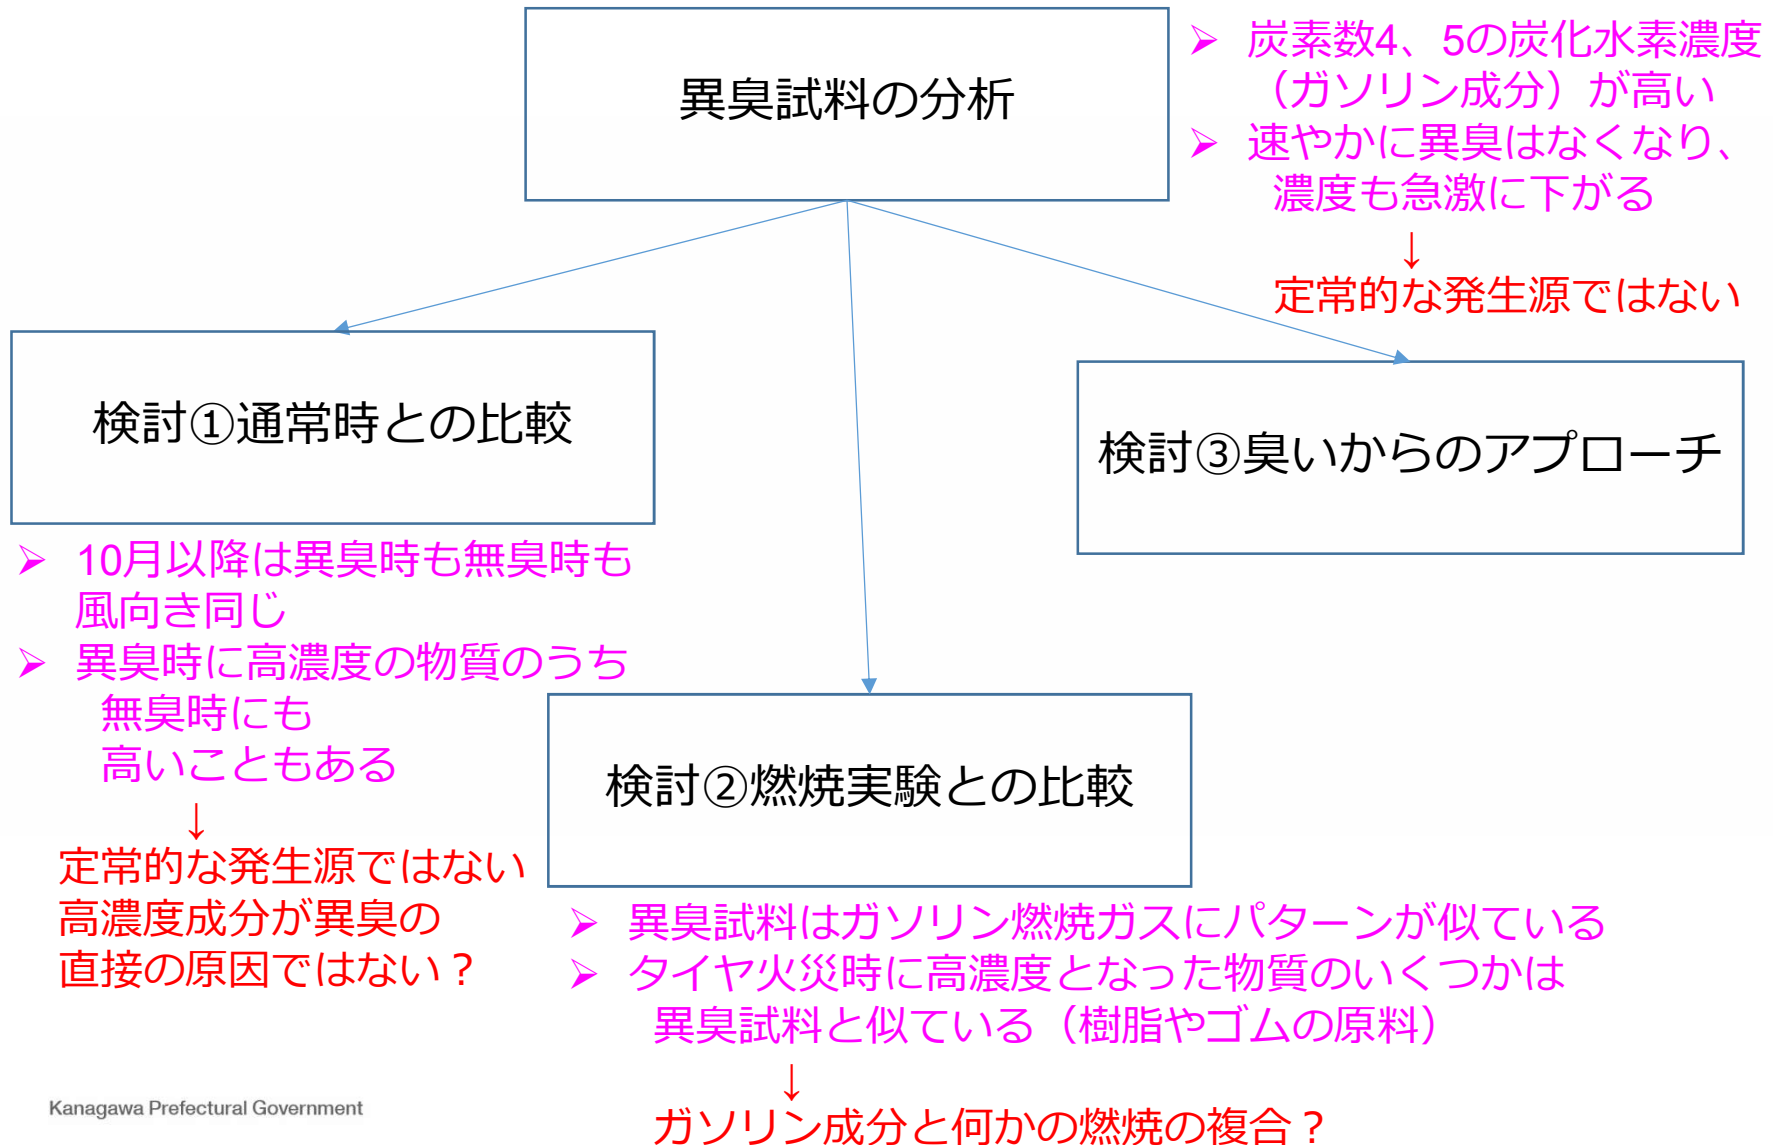 異臭試料の分析
➢ 炭素数4、5の炭化水素濃度
（ガソリン成分）が高い
➢ 速やかに異臭はなくなり、
濃度も急激に下がる
↓
定常的な発生源ではない
検討①通常時との比較
➢ 10月以降は異臭時も無臭時も
風向き同じ
➢ 異臭時に高濃度の物質のうち
無臭時にも
高いこともある
↓
定常的な発生源ではない
高濃度成分が異臭の
直接の原因ではない？
検討③臭いからのアプローチ
検討②燃焼実験との比較
➢ 異臭試料はガソリン燃焼ガスにパターンが似ている
➢ タイヤ火災時に高濃度となった物質のいくつかは
異臭試料と似ている（樹脂やゴムの原料）
↓
ガソリン成分と何かの燃焼の複合？
Kanagawa Prefectural Government